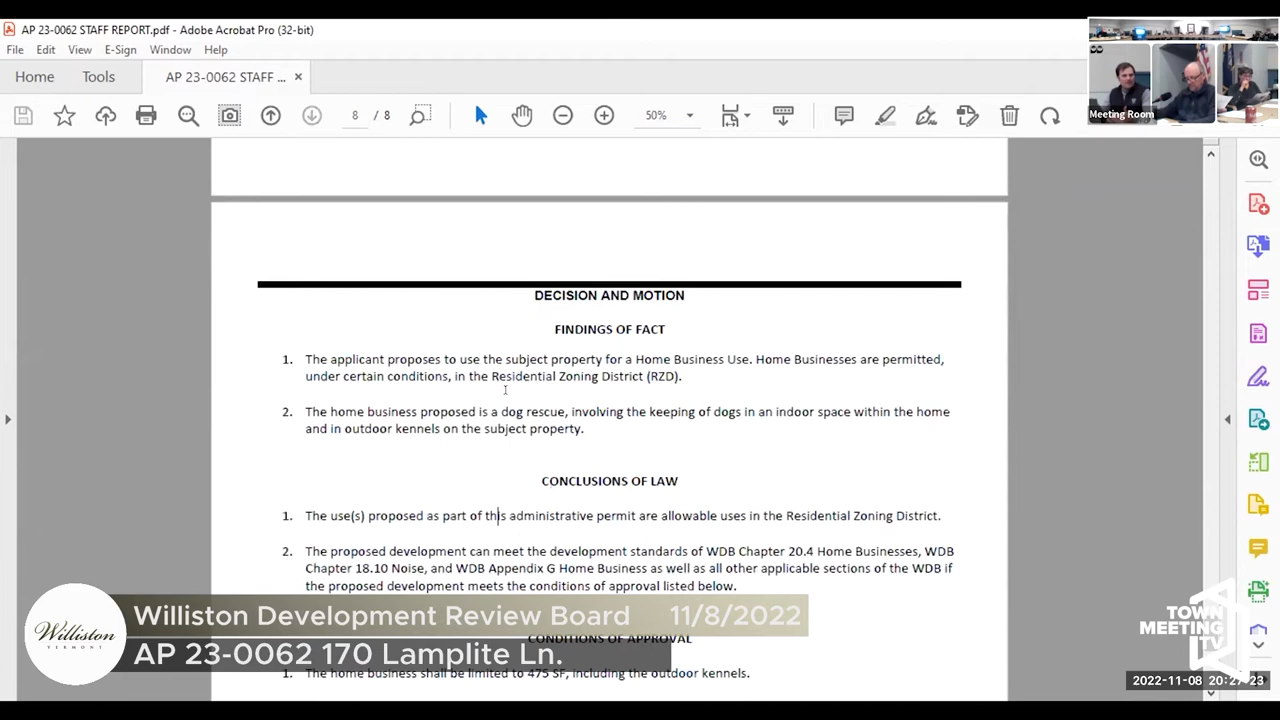 AP 23-0062 STAFF REPORT.pdf - Adobe Acrobat Pro (32-bit)
File Edit View E-Sign Window Help
Home Tools AP 23-0062 STAFF ... ×
8 / 8 50%
Meeting Room
DECISION AND MOTION
FINDINGS OF FACT
1. The applicant proposes to use the subject property for a Home Business Use. Home Businesses are permitted,
under certain conditions, in the Residential Zoning District (RZD).
2. The home business proposed is a dog rescue, involving the keeping of dogs in an indoor space within the home
and in outdoor kennels on the subject property.
CONCLUSIONS OF LAW
1. The use(s) proposed as part of this administrative permit are allowable uses in the Residential Zoning District.
2. The proposed development can meet the development standards of WDB Chapter 20.4 Home Businesses, WDB
Chapter 18.10 Noise, and WDB Appendix G Home Business as well as all other applicable sections of the WDB if
the proposed development meets the conditions of approval listed below.
CONDITIONS OF APPROVAL
1. The home business shall be limited to 475 SF, including the outdoor kennels.
Williston
VERMONT
Williston Development Review Board 11/8/2022
AP 23-0062 170 Lamplite Ln.
TOWN
MEETING
TV
2022-11-08 20:27:23